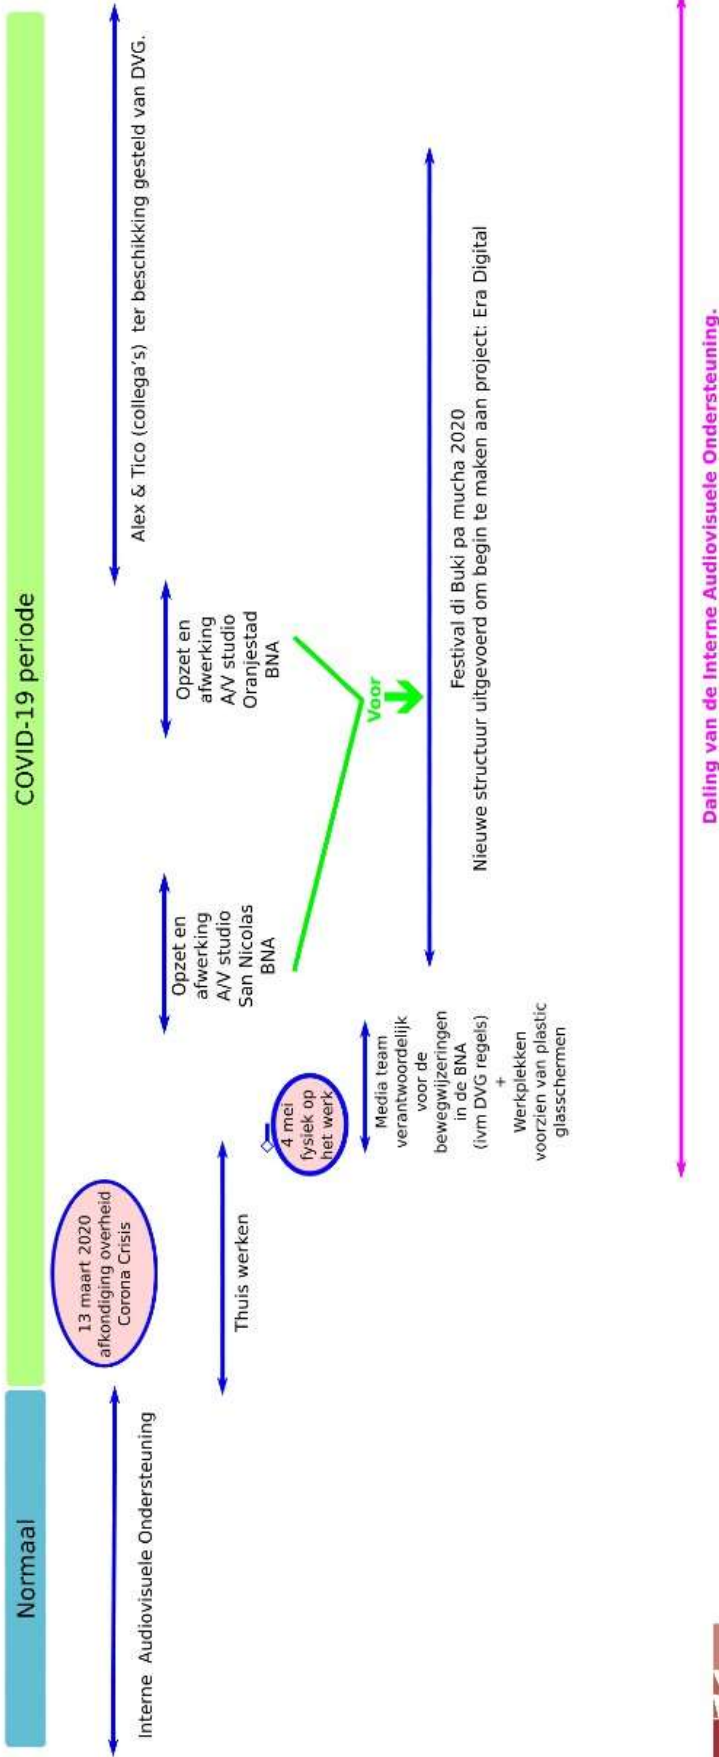 Normaal
COVID-19 periode
Interne Audiovisuele Ondersteuning
13 maart 2020
afkondiging overheid
Corona Crisis
Thuis werken
4 mei
fysiek op
het werk
Media team
verantwoordelijk
voor de
bewegwijzeringen
in de BNA
(ivm DVG regels)
+
Werkplekken
voorzien van plastic
glasschermen
Opzet en
afwerking
A/V studio
San Nicolas
BNA
Opzet en
afwerking
A/V studio
Oranjestad
BNA
Voor
Alex & Tico (collega's) ter beschikking gesteld van DVG.
Festival di Buki pa mucha 2020
Nieuwe structuur uitgevoerd om begin te maken aan project: Era Digital
Daling van de Interne Audiovisuele Ondersteuning.